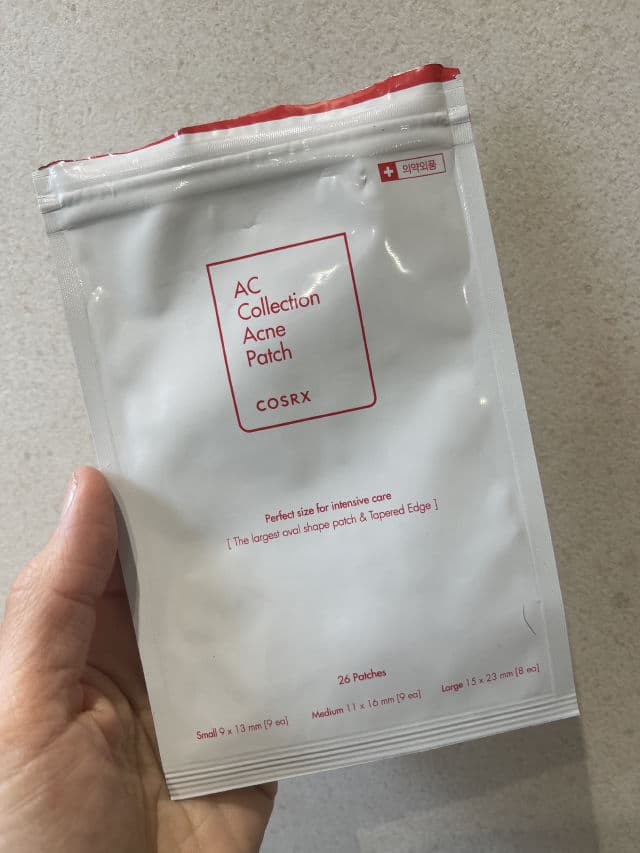 의약외품
AC
Collection
Acne
Patch
COSRX
Perfect size for intensive care
[ The largest oval shape patch & Tapered Edge ]
26 Patches
Small 9 x 13 mm [9 ea] Medium 11 x 16 mm [9 ea] Large 15 x 23 mm [8 ea]